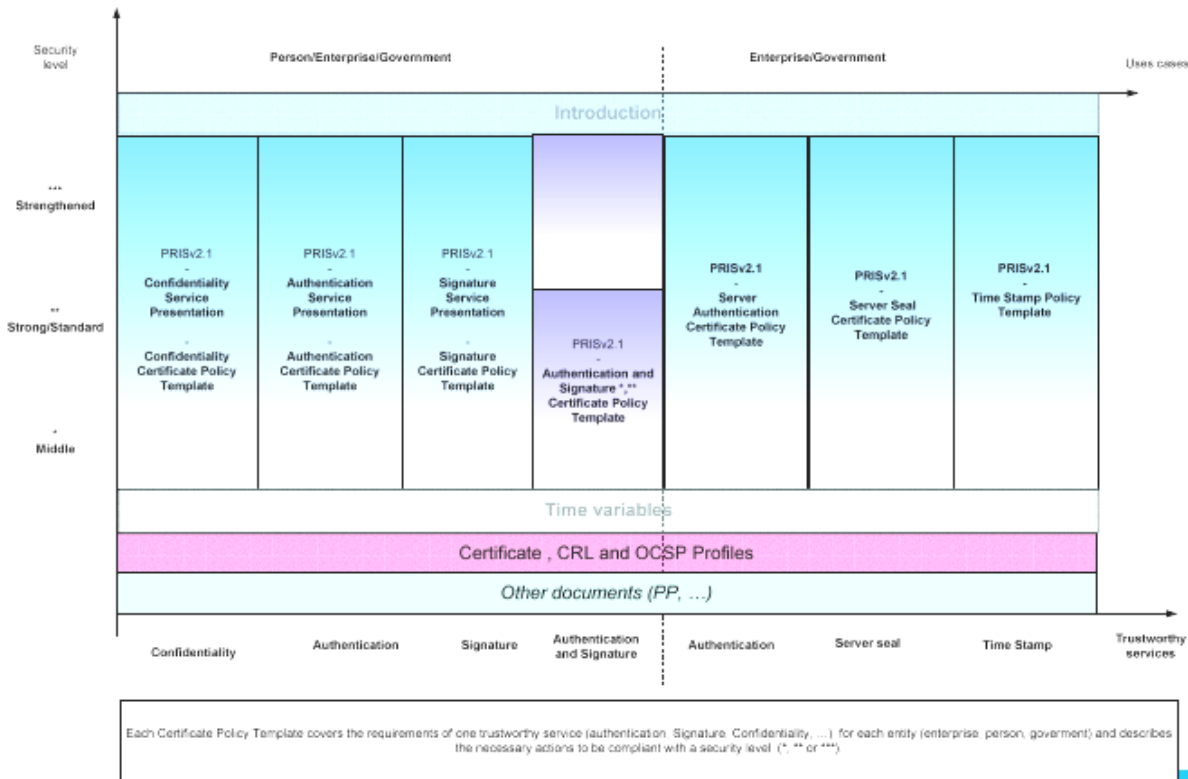 Security
level
Person/Enterprise/Government
Enterprise/Government
Uses cases
Introduction
***
Strengthened
**
Strong/Standard
*
Middle
PRISv2.1
-
Confidentiality
Service
Presentation
-
Confidentiality
Certificate Policy
Template
PRISv2.1
-
Authentication
Service
Presentation
-
Authentication
Certificate Policy
Template
PRISv2.1
-
Signature
Service
Presentation
-
Signature
Certificate Policy
Template
PRISv2.1
-
Authentication and
Signature *,**
Certificate Policy
Template
PRISv2.1
-
Server
Authentication
Certificate Policy
Template
PRISv2.1
-
Server Seal
Certificate Policy
Template
PRISv2.1
-
Time Stamp Policy
Template
Time variables
Certificate , CRL and OCSP Profiles
Other documents (PP, …)
Confidentiality
Authentication
Signature
Authentication
and Signature
Authentication
Server seal
Time Stamp
Trustworthy
services
Each Certificate Policy Template covers the requirements of one trustworthy service (authentication, Signature, Confidentiality, …) for each entity (enterprise, person, goverment) and describes
the necessary actions to be compliant with a security level (*, ** or ***)